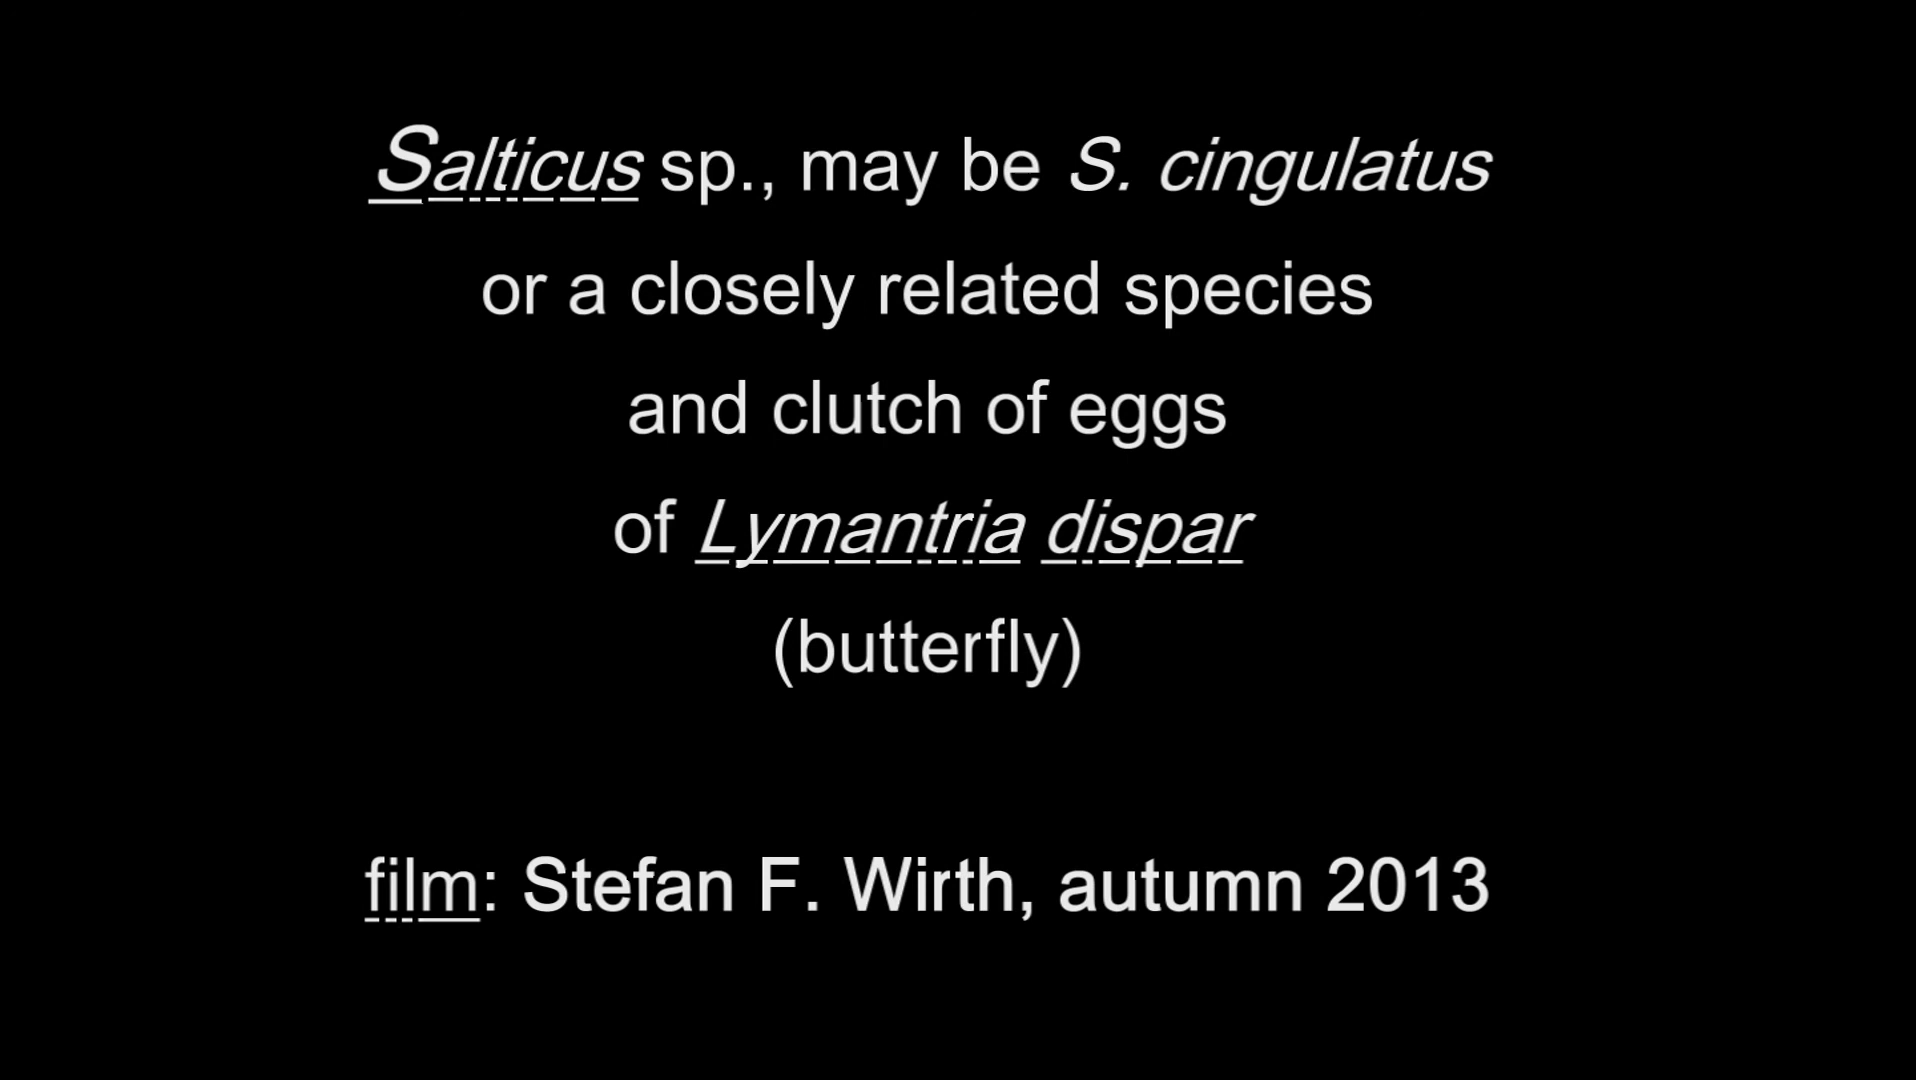 Salticus sp., may be S. cingulatus
or a closely related species
and clutch of eggs
of Lymantria dispar
(butterfly)
film: Stefan F. Wirth, autumn 2013